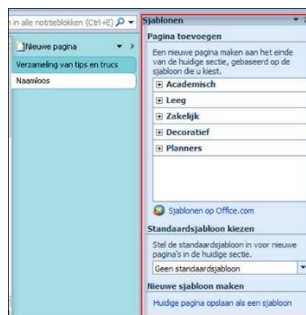 n in alle notitieblokken (Ctrl+E)
Nieuwe pagina
Verzameling van tips en trucs
Naamloos
Sjablonen
Pagina toevoegen
Een nieuwe pagina maken aan het einde
van de huidige sectie, gebaseerd op de
sjabloon die u kiest.
Academisch
Leeg
Zakelijk
Decoratief
Planners
Sjablonen op Office.com
Standaardsjabloon kiezen
Stel de standaardsjabloon in voor nieuwe
pagina's in de huidige sectie.
Geen standaardsjabloon
Nieuwe sjabloon maken
Huidige pagina opslaan als een sjabloon